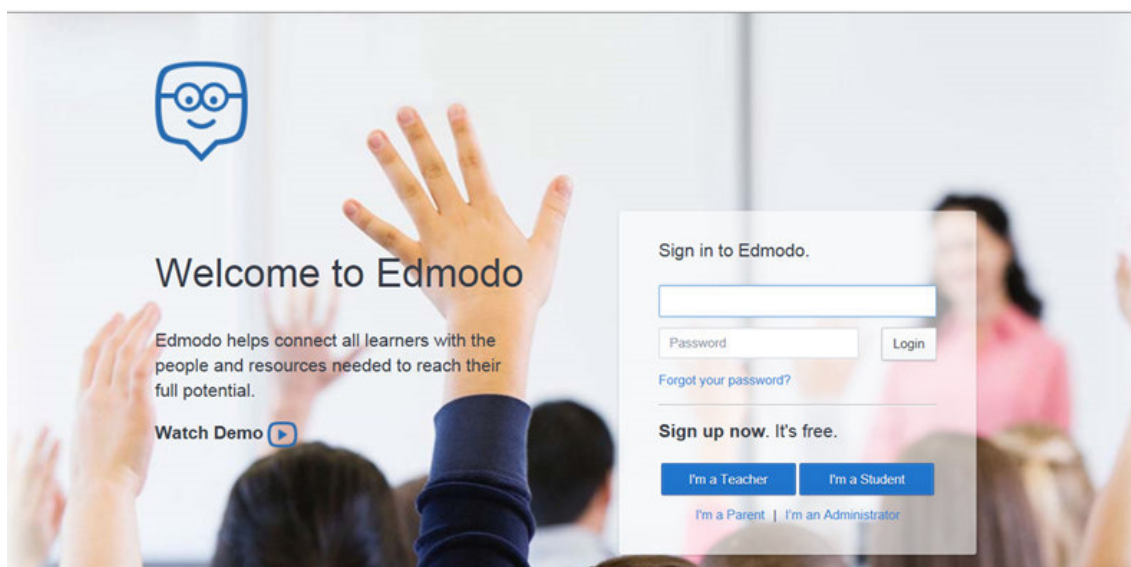 Welcome to Edmodo
Edmodo helps connect all learners with the
people and resources needed to reach their
full potential.
Watch Demo
Sign in to Edmodo.
Password
Login
Forgot your password?
Sign up now. It's free.
I'm a Teacher
I'm a Student
I'm a Parent | I'm an Administrator